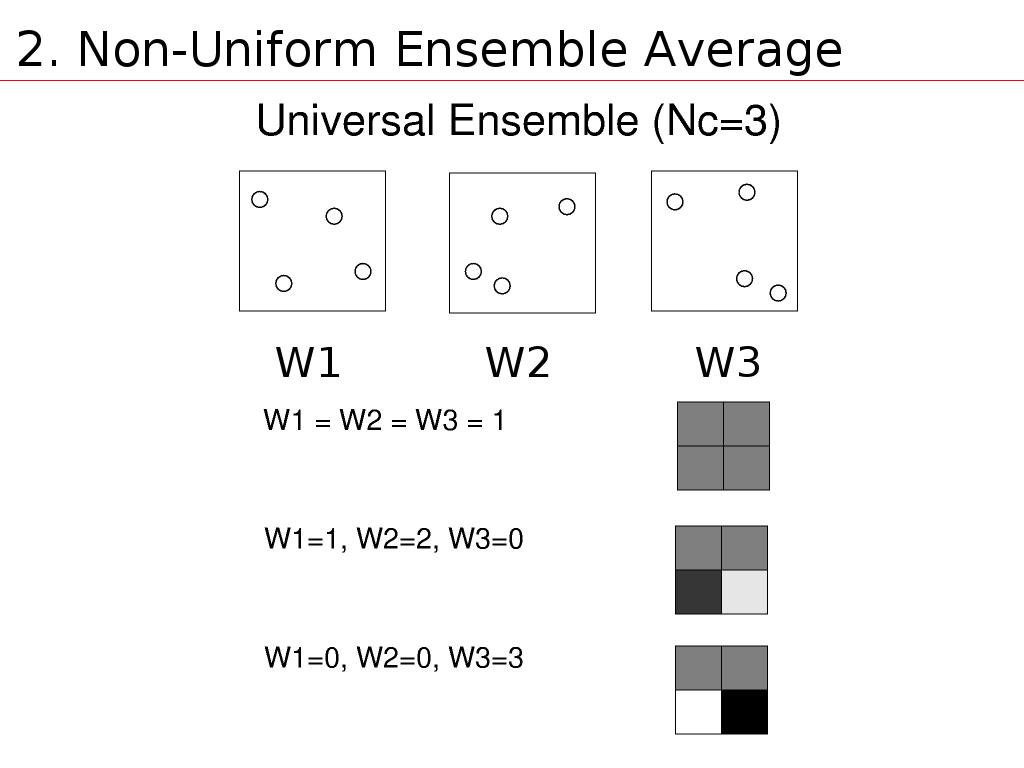 2. Non-Uniform Ensemble Average
Universal Ensemble (Nc=3)
W1 W2 W3
W1 = W2 = W3 = 1
W1=1, W2=2, W3=0
W1=0, W2=0, W3=3